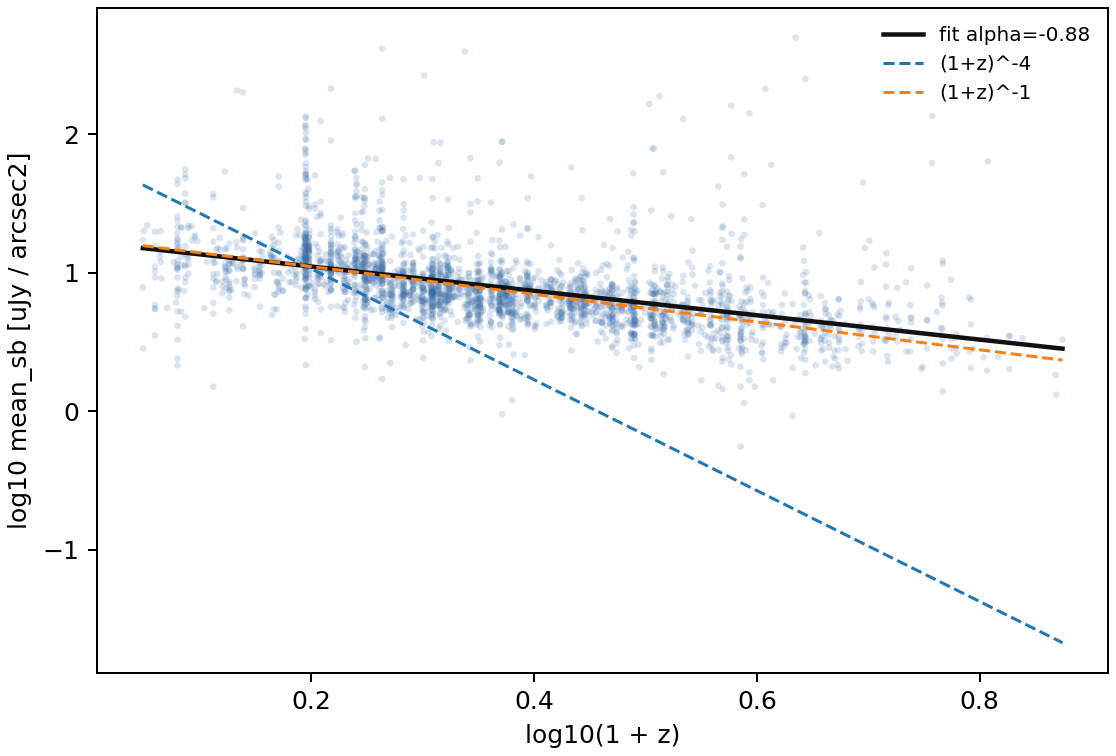 fit alpha=-0.88
(1+z)^-4
(1+z)^-1
log10 mean_sb [uJy / arcsec2]
2
1
0
−1
0.2 0.4 0.6 0.8
log10(1 + z)